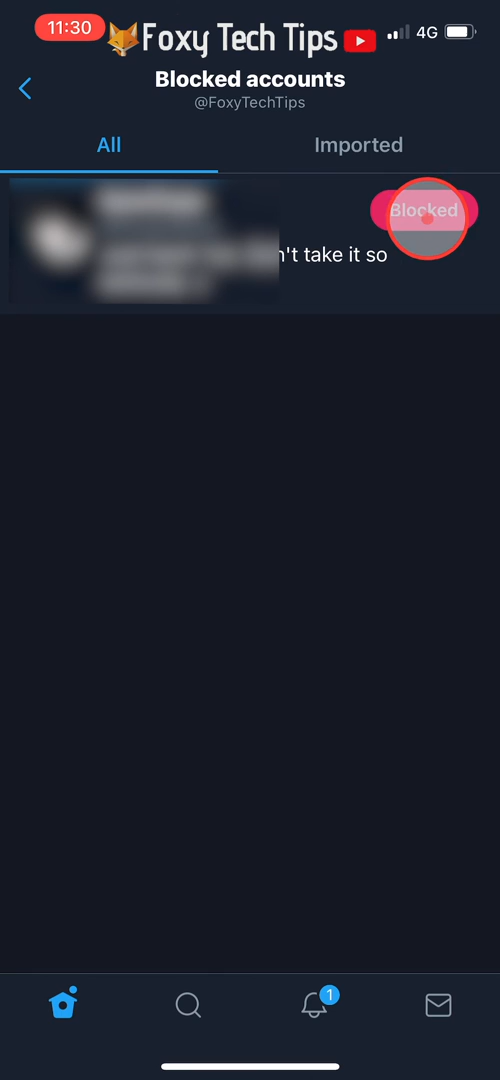 11:30
Foxy Tech Tips
4G
Blocked accounts
@FoxyTechTips
All
Imported
Blocked
take it so
1